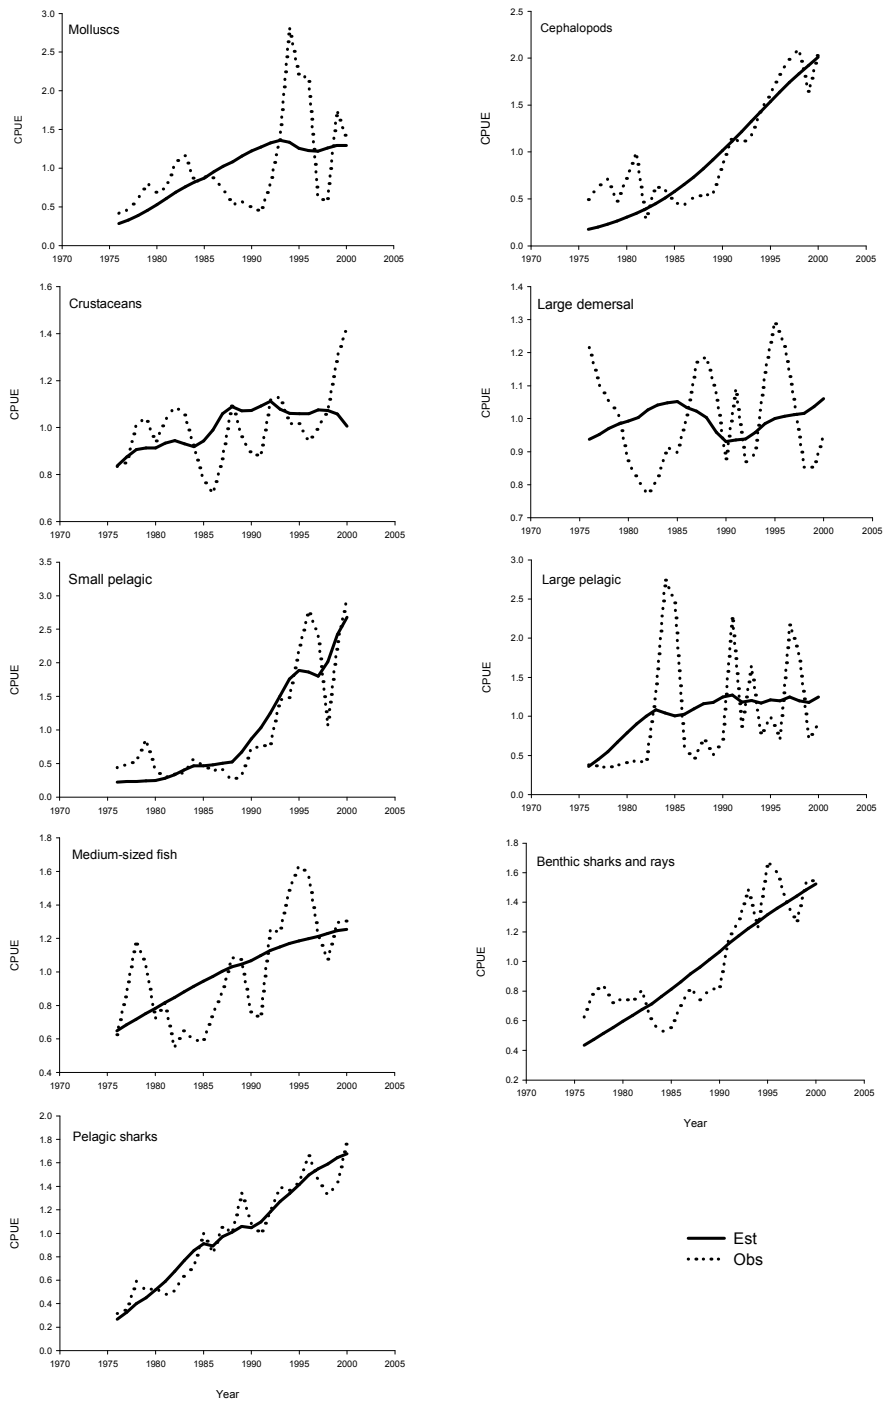 Molluscs
3.0
2.5
2.0
1.5
1.0
0.5
0.0
CPUE
1970 1975 1980 1985 1990 1995 2000 2005
Cephalopods
2.5
2.0
1.5
1.0
0.5
0.0
CPUE
1970 1975 1980 1985 1990 1995 2000 2005
Crustaceans
1.6
1.4
1.2
1.0
0.8
0.6
CPUE
1970 1975 1980 1985 1990 1995 2000 2005
Large demersal
1.4
1.3
1.2
1.1
1.0
0.9
0.8
0.7
CPUE
1970 1975 1980 1985 1990 1995 2000 2005
Small pelagic
3.5
3.0
2.5
2.0
1.5
1.0
0.5
0.0
CPUE
1970 1975 1980 1985 1990 1995 2000 2005
Large pelagic
3.0
2.5
2.0
1.5
1.0
0.5
0.0
CPUE
1970 1975 1980 1985 1990 1995 2000 2005
Medium-sized fish
1.8
1.6
1.4
1.2
1.0
0.8
0.6
0.4
CPUE
1970 1975 1980 1985 1990 1995 2000 2005
Benthic sharks and rays
1.8
1.6
1.4
1.2
1.0
0.8
0.6
0.4
0.2
CPUE
1970 1975 1980 1985 1990 1995 2000 2005
Year
Pelagic sharks
2.0
1.8
1.6
1.4
1.2
1.0
0.8
0.6
0.4
0.2
0.0
CPUE
1970 1975 1980 1985 1990 1995 2000 2005
Year
Est
Obs